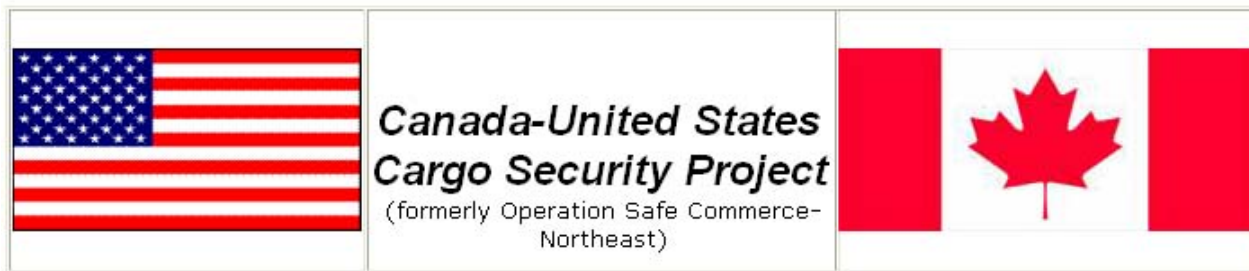 Canada-United States
Cargo Security Project
(formerly Operation Safe Commerce-
Northeast)